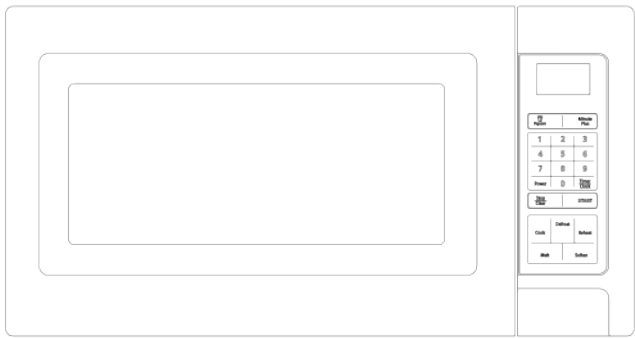 Popcorn
Minute
Plus
1 2 3
4 5 6
7 8 9
Power 0 Timer
Clock
Stop
Clear START
Defrost
Cook Reheat
Melt Soften